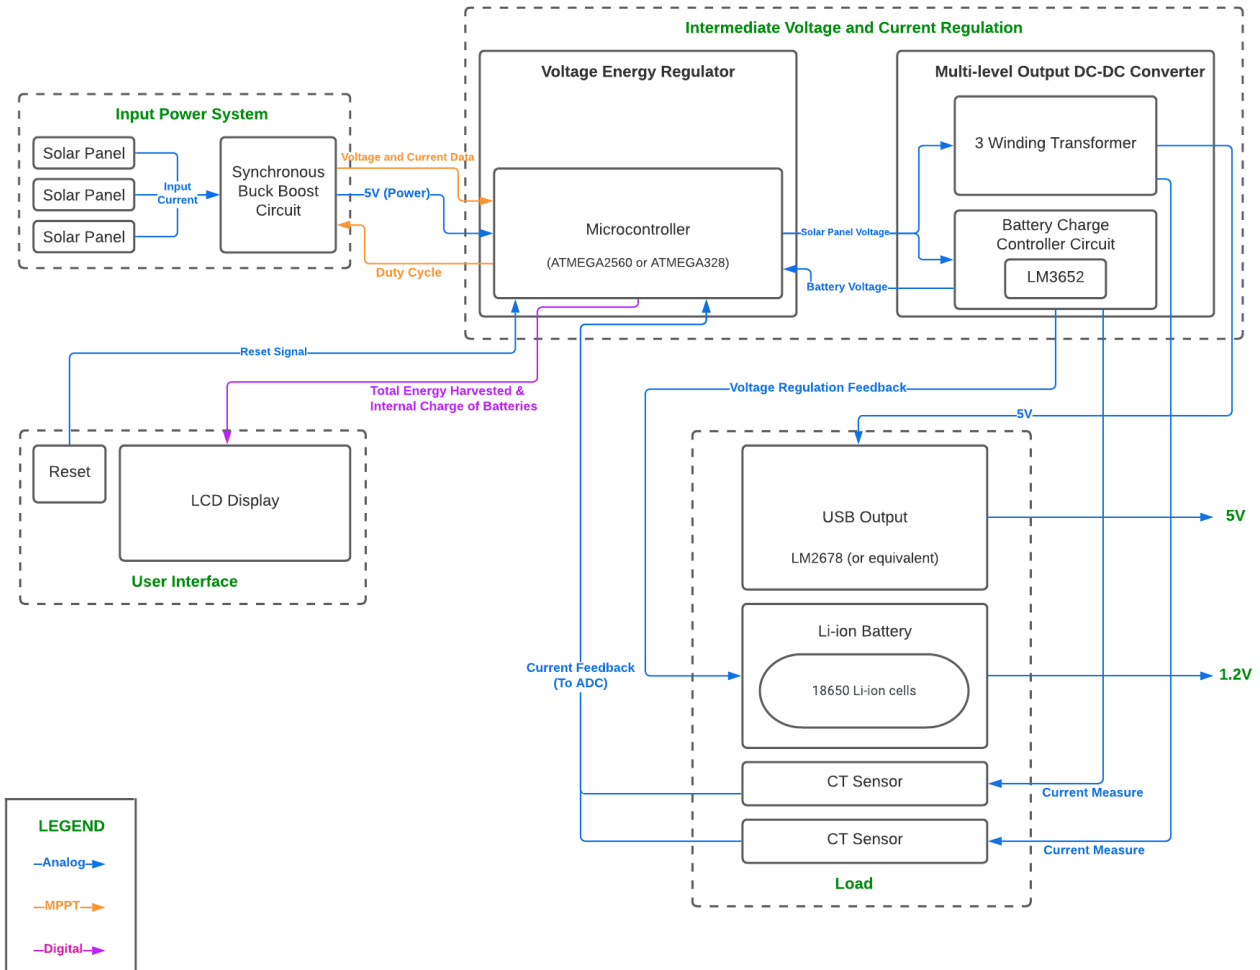 Intermediate Voltage and Current Regulation
Voltage Energy Regulator
Multi-level Output DC-DC Converter
Input Power System
Solar Panel
Solar Panel
Solar Panel
Input
Current
Synchronous
Buck Boost
Circuit
Voltage and Current Data
5V (Power)
Duty Cycle
Microcontroller
(ATMEGA2560 or ATMEGA328)
Solar Panel Voltage
Battery Voltage
3 Winding Transformer
Battery Charge
Controller Circuit
LM3652
Reset Signal
Total Energy Harvested &
Internal Charge of Batteries
Voltage Regulation Feedback
5V
Reset
LCD Display
User Interface
USB Output
LM2678 (or equivalent)
5V
Li-ion Battery
18650 Li-ion cells
1.2V
Current Feedback
(To ADC)
CT Sensor
Current Measure
CT Sensor
Current Measure
Load
LEGEND
Analog
MPPT
Digital